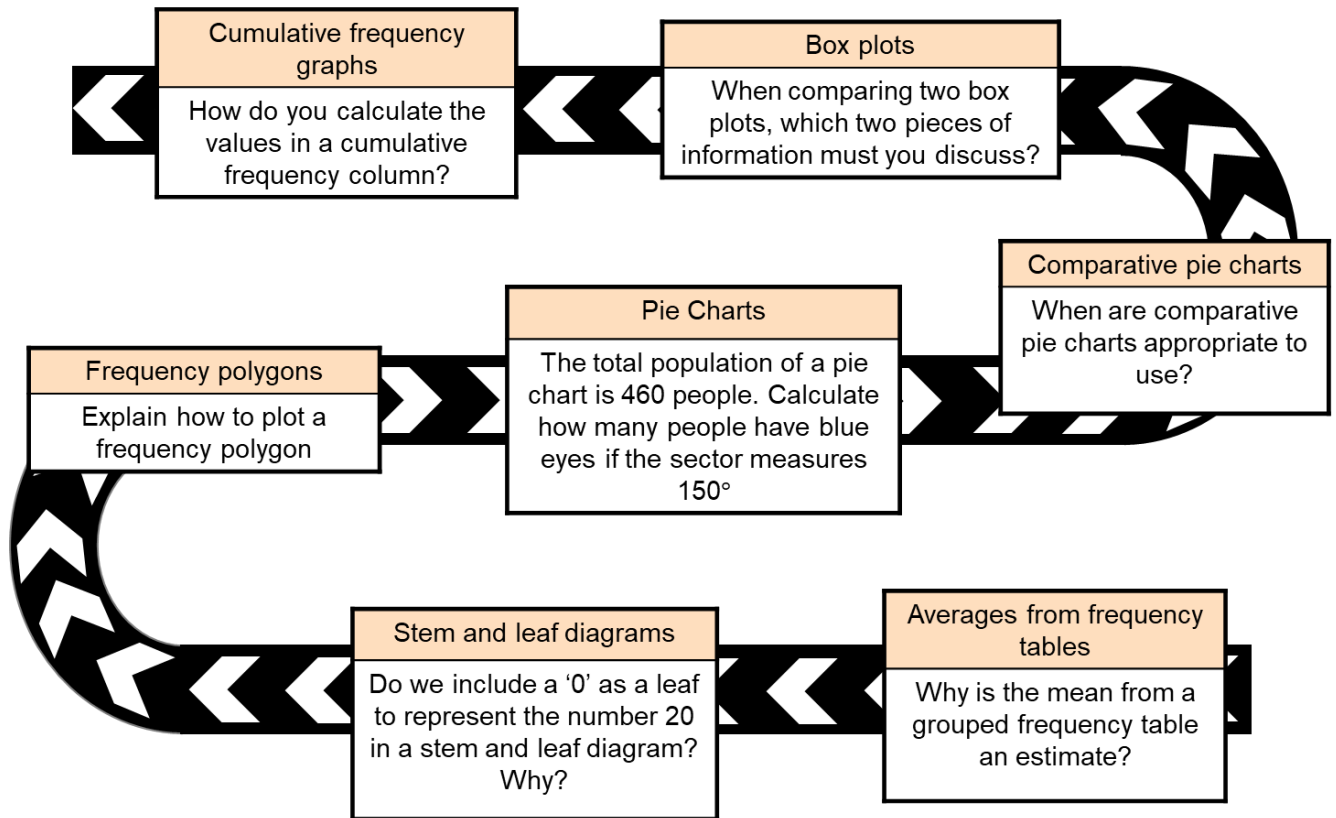 Cumulative frequency
graphs
How do you calculate the
values in a cumulative
frequency column?
Box plots
When comparing two box
plots, which two pieces of
information must you discuss?
Comparative pie charts
When are comparative
pie charts appropriate to
use?
Pie Charts
The total population of a pie
chart is 460 people. Calculate
how many people have blue
eyes if the sector measures
150°
Frequency polygons
Explain how to plot a
frequency polygon
Stem and leaf diagrams
Do we include a ‘0’ as a leaf
to represent the number 20
in a stem and leaf diagram?
Why?
Averages from frequency
tables
Why is the mean from a
grouped frequency table
an estimate?